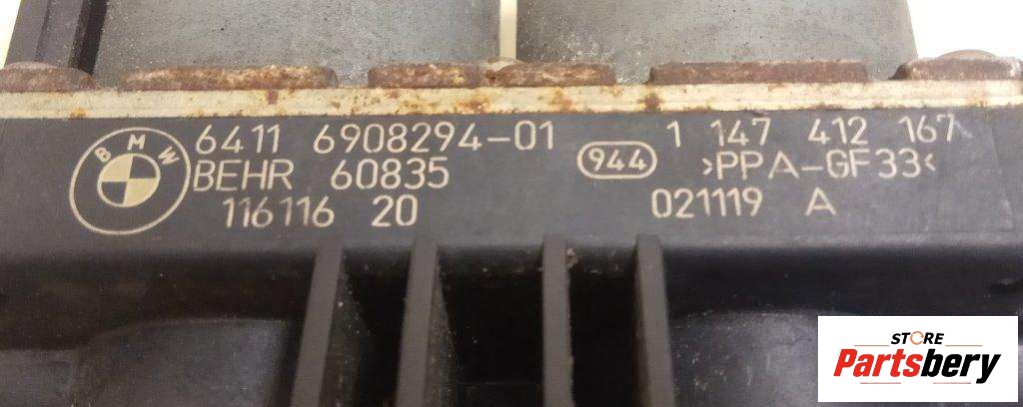 BMW
6411 6908294-01
BEHR 60835
116116 20
944
1 147 412 167
>PPA-GF33<
021119 A
STORE
Partsbery